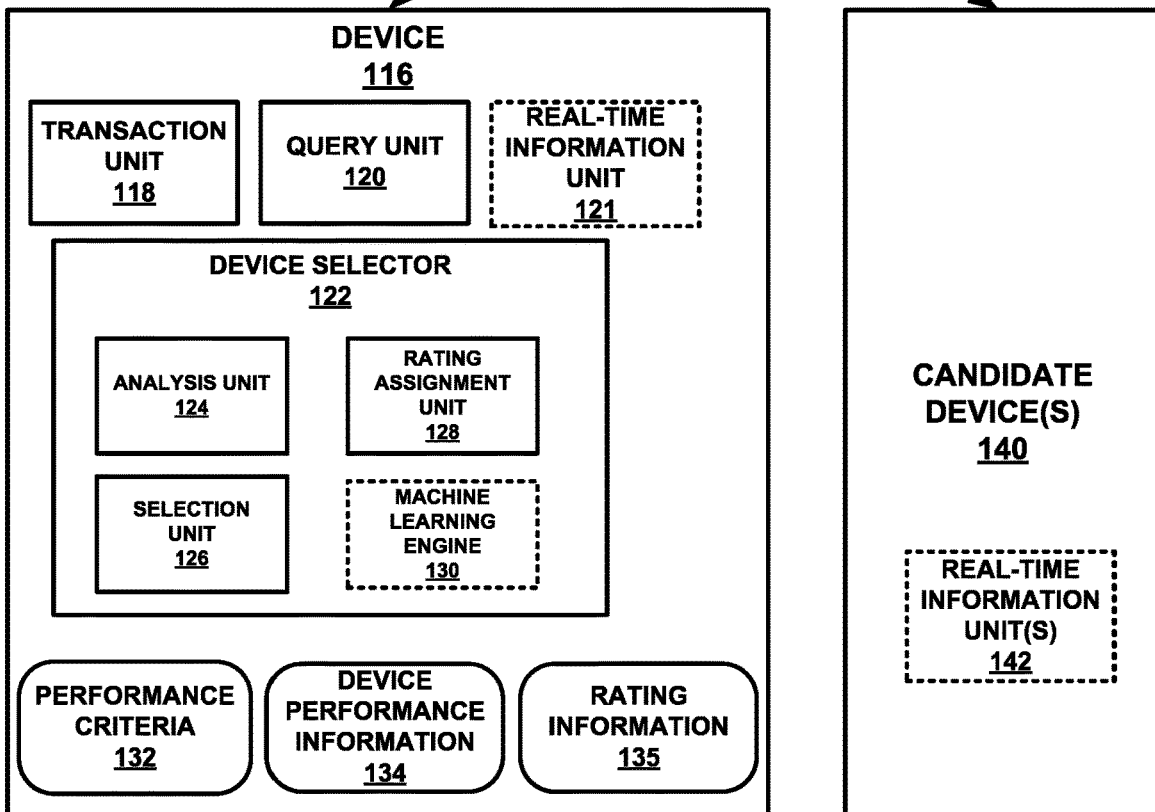 DEVICE
116
TRANSACTION
UNIT
118
QUERY UNIT
120
REAL-TIME
INFORMATION
UNIT
121
DEVICE SELECTOR
122
ANALYSIS UNIT
124
RATING
ASSIGNMENT
UNIT
128
SELECTION
UNIT
126
MACHINE
LEARNING
ENGINE
130
PERFORMANCE
CRITERIA
132
DEVICE
PERFORMANCE
INFORMATION
134
RATING
INFORMATION
135
CANDIDATE
DEVICE(S)
140
REAL-TIME
INFORMATION
UNIT(S)
142